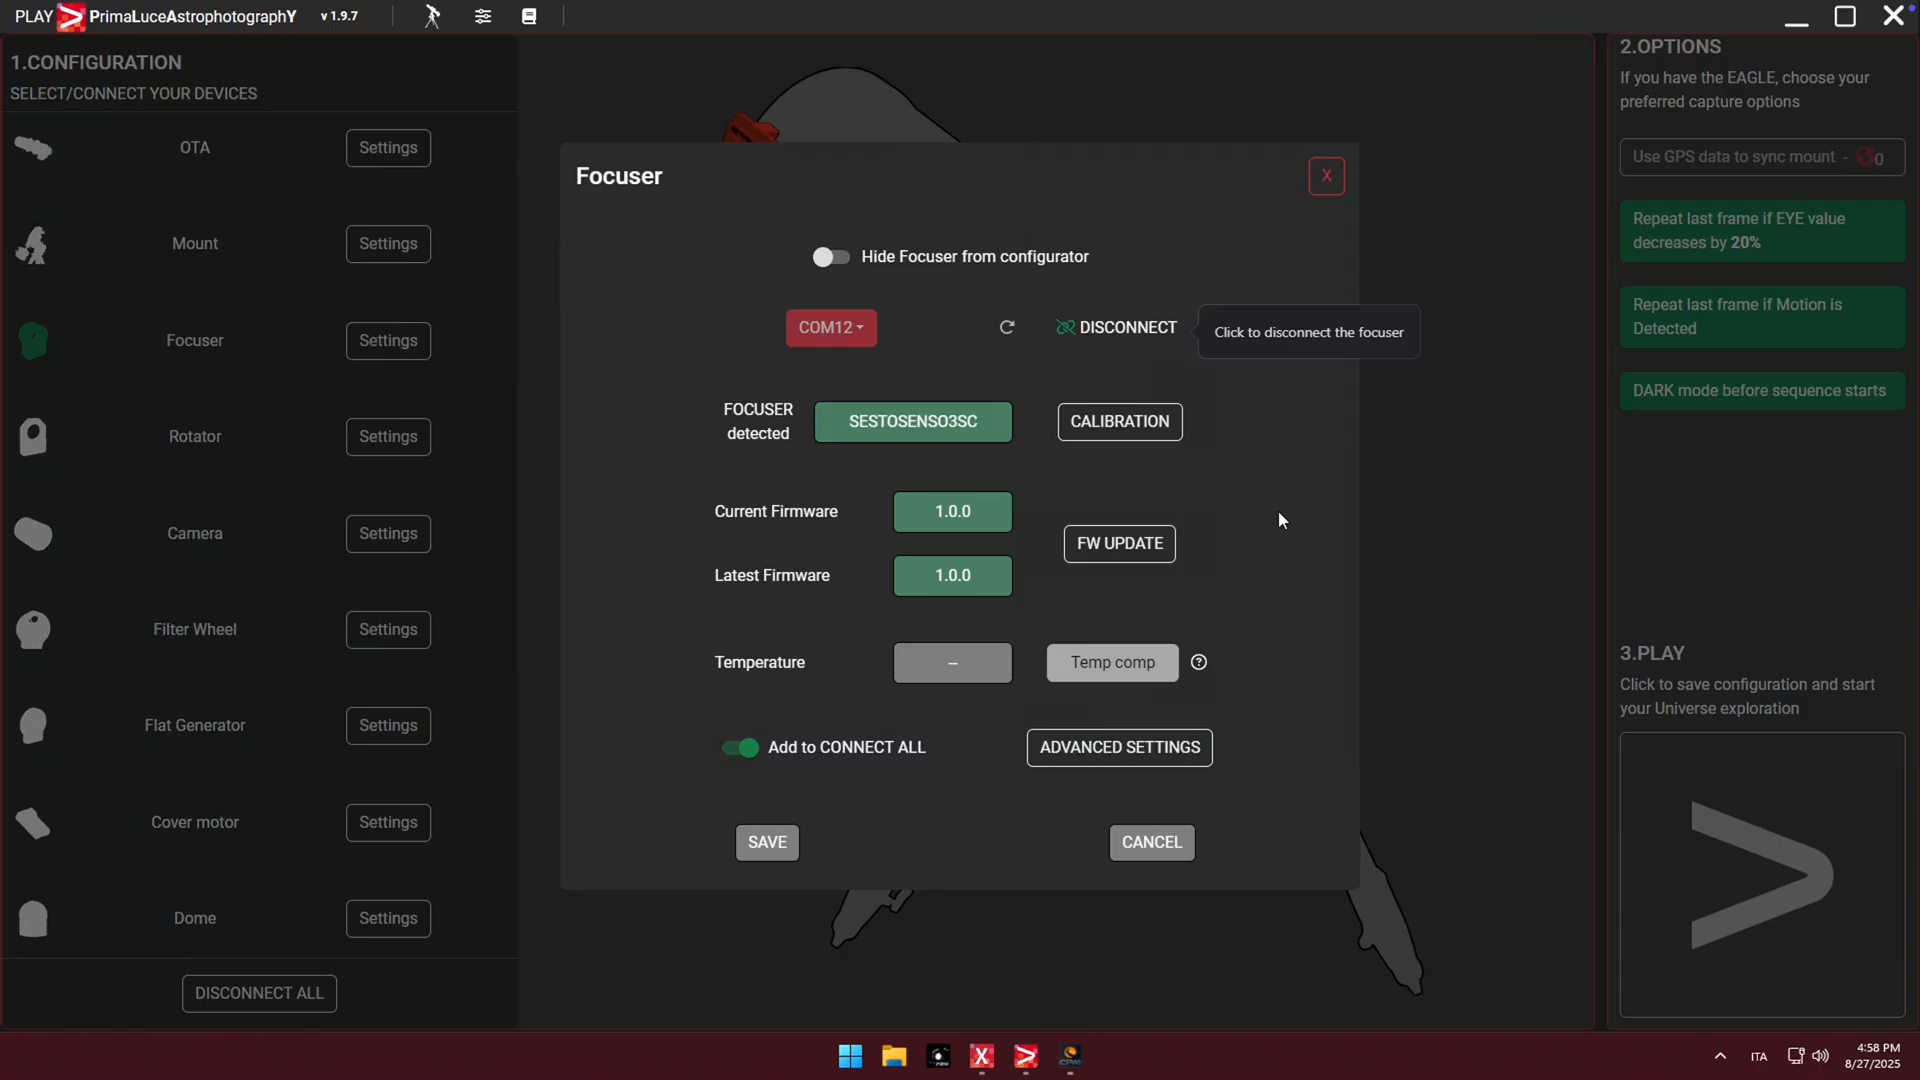 PLAY PrimaLuceAstrophotographY v 1.9.7
1.CONFIGURATION
SELECT/CONNECT YOUR DEVICES
OTA Settings
Mount Settings
Focuser Settings
Rotator Settings
Camera Settings
Filter Wheel Settings
Flat Generator Settings
Cover motor Settings
Dome Settings
DISCONNECT ALL
Focuser
X
Hide Focuser from configurator
COM12
DISCONNECT
Click to disconnect the focuser
FOCUSER
detected
SESTOSENSO3SC
CALIBRATION
Current Firmware 1.0.0
FW UPDATE
Latest Firmware 1.0.0
Temperature -- Temp comp ?
Add to CONNECT ALL
ADVANCED SETTINGS
SAVE
CANCEL
2.OPTIONS
If you have the EAGLE, choose your
preferred capture options
Use GPS data to sync mount - 0
Repeat last frame if EYE value
decreases by 20%
Repeat last frame if Motion is
Detected
DARK mode before sequence starts
3.PLAY
Click to save configuration and start
your Universe exploration
ITA
4:58 PM
8/27/2025